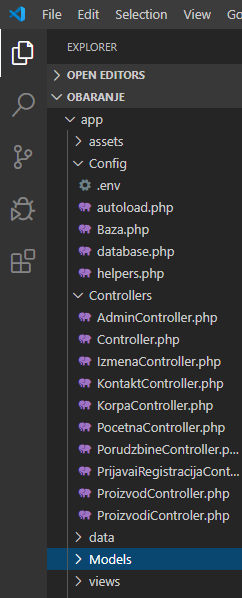 File Edit Selection View
EXPLORER
OPEN EDITORS
OBARANJE
app
assets
Config
.env
autoload.php
Baza.php
database.php
helpers.php
Controllers
AdminController.php
Controller.php
IzmenaController.php
KontaktController.php
KorpaController.php
PocetnaController.php
PorudzbineController.p...
PrijavaiRegistracijaCont...
ProizvodController.php
ProizvodiControler.php
data
Models
views